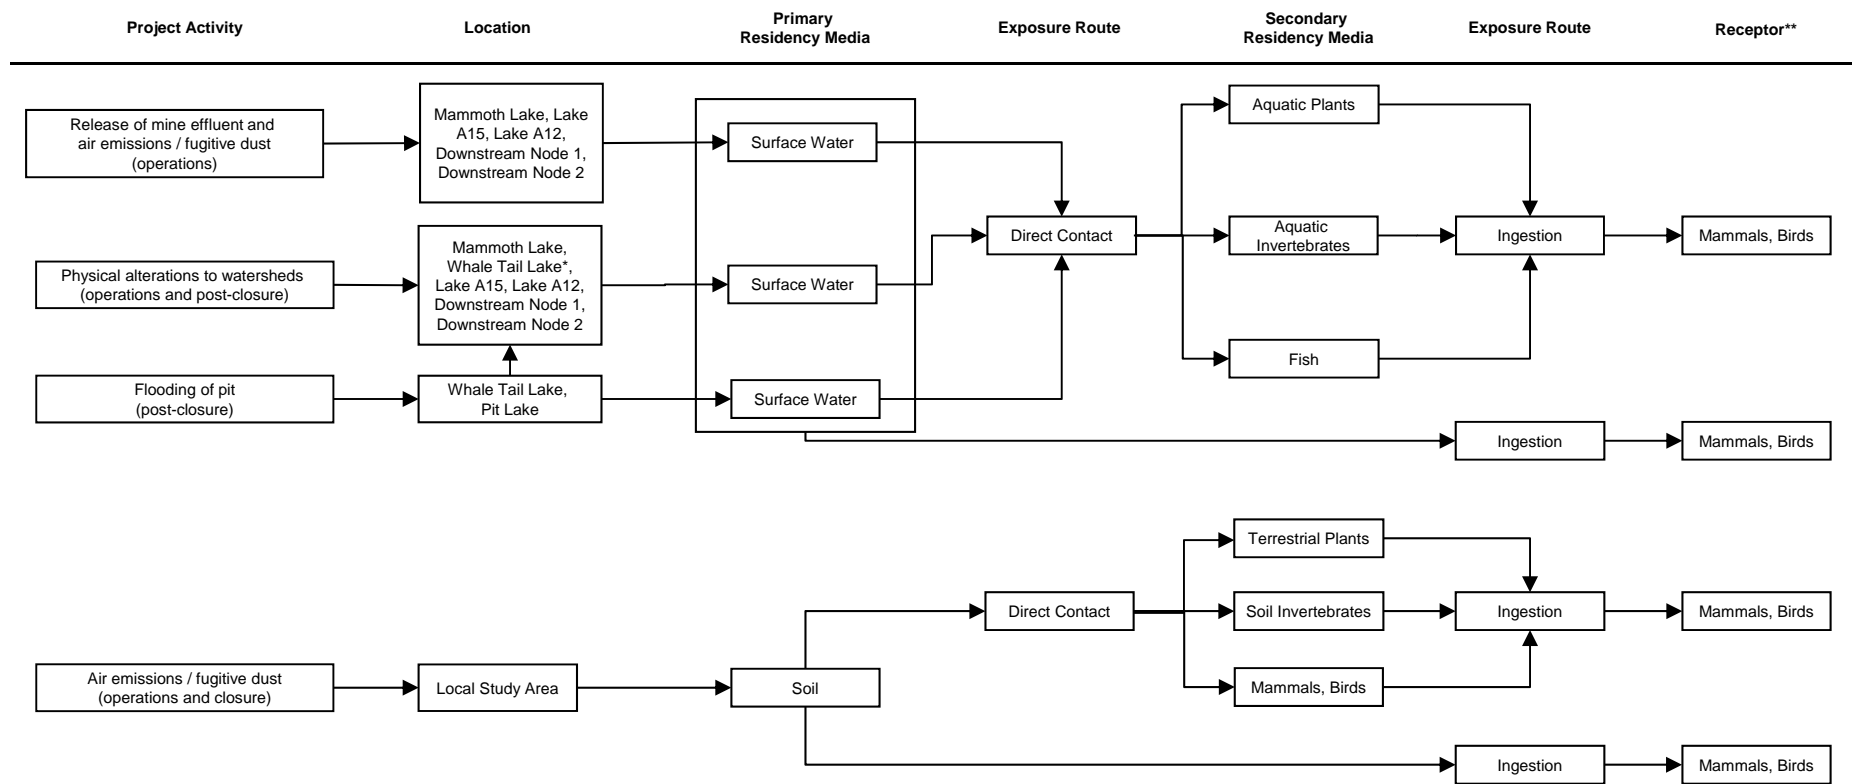 Project Activity
Location
Primary
Residency Media
Exposure Route
Secondary
Residency Media
Exposure Route
Receptor**
Release of mine effluent and
air emissions / fugitive dust
(operations)
Mammoth Lake, Lake
A15, Lake A12,
Downstream Node 1,
Downstream Node 2
Surface Water
Aquatic Plants
Physical alterations to watersheds
(operations and post-closure)
Mammoth Lake,
Whale Tail Lake*,
Lake A15, Lake A12,
Downstream Node 1,
Downstream Node 2
Surface Water
Direct Contact
Aquatic
Invertebrates
Ingestion
Mammals, Birds
Flooding of pit
(post-closure)
Whale Tail Lake,
Pit Lake
Surface Water
Fish
Ingestion
Mammals, Birds
Terrestrial Plants
Direct Contact
Soil Invertebrates
Ingestion
Mammals, Birds
Air emissions / fugitive dust
(operations and closure)
Local Study Area
Soil
Mammals, Birds
Ingestion
Mammals, Birds